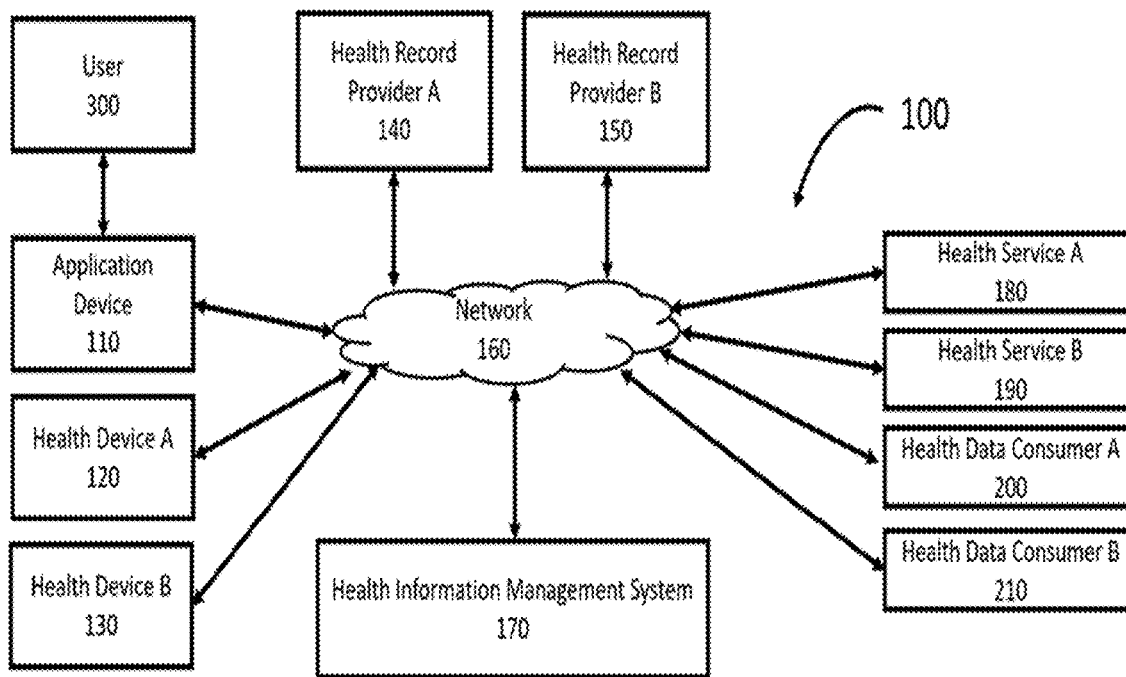 User
300
Health Record
Provider A
140
Health Record
Provider B
150
100
Application
Device
110
Network
160
Health Service A
180
Health Service B
190
Health Device A
120
Health Data Consumer A
200
Health Device B
130
Health Information Management System
170
Health Data Consumer B
210